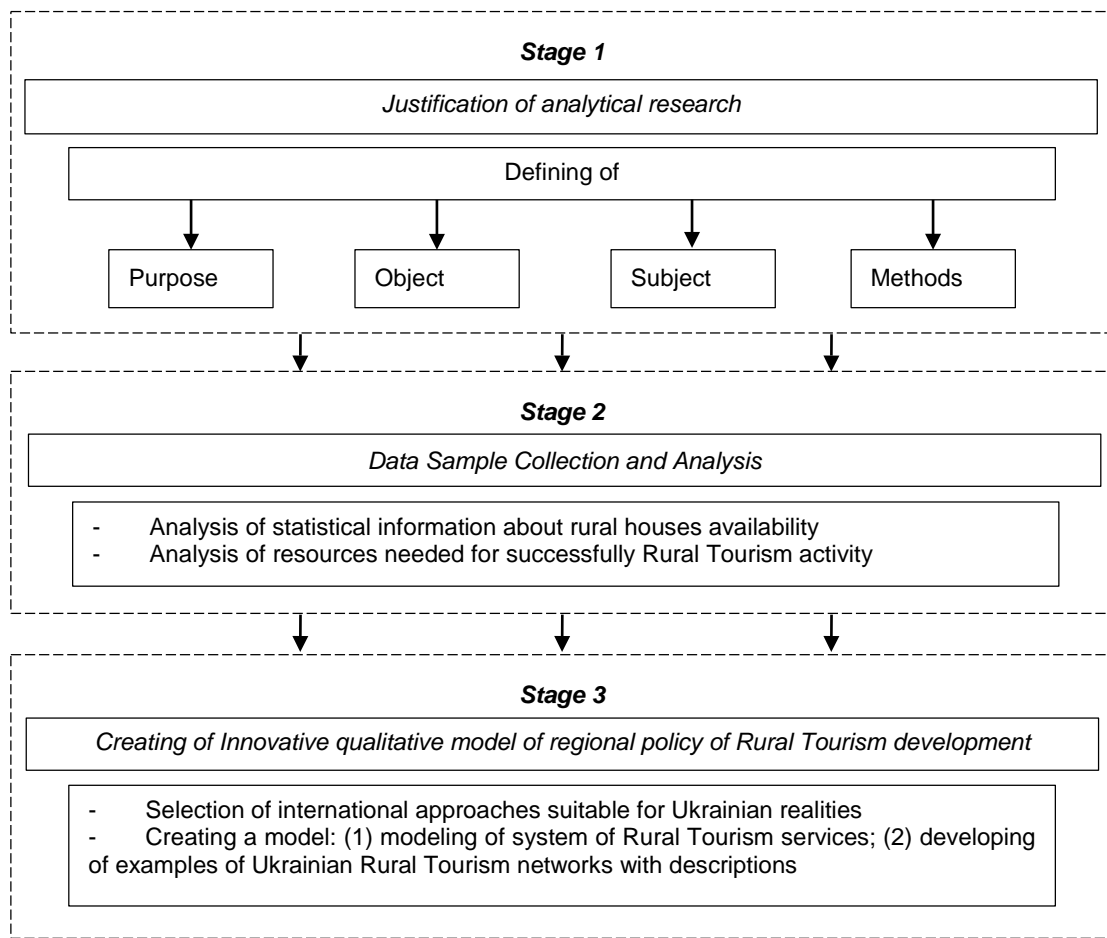 Stage 1
Justification of analytical research
Defining of
Purpose
Object
Subject
Methods
Stage 2
Data Sample Collection and Analysis
- Analysis of statistical information about rural houses availability
- Analysis of resources needed for successfully Rural Tourism activity
Stage 3
Creating of Innovative qualitative model of regional policy of Rural Tourism development
- Selection of international approaches suitable for Ukrainian realities
- Creating a model: (1) modeling of system of Rural Tourism services; (2) developing
of examples of Ukrainian Rural Tourism networks with descriptions